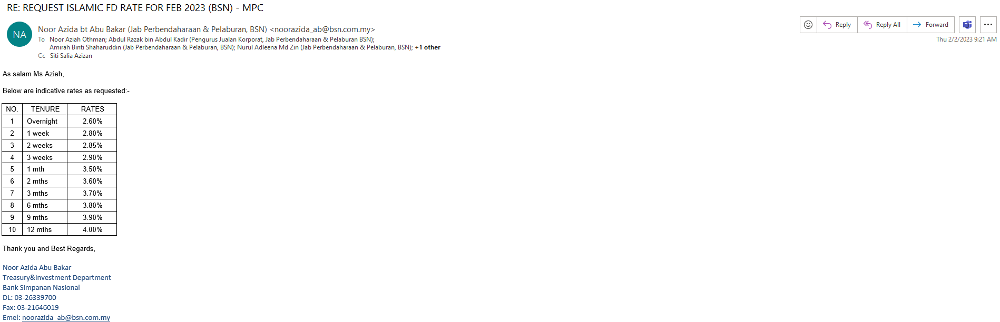 RE: REQUEST ISLAMIC FD RATE FOR FEB 2023 (BSN) - MPC
NA
Noor Azida bt Abu Bakar (Jab Perbendaharaan & Pelaburan, BSN) <noorazida_ab@bsn.com.my>
To Noor Aziah Othman; Abdul Razak bin Abdul Kadir (Pengurus Jualan Korporat, Jab Perbendaharaan & Pelaburan BSN);
Amirah Binti Shaharuddin (Jab Perbendaharaan & Pelaburan, BSN); Nurul Adleena Md Zin (Jab Perbendaharaan & Pelaburan, BSN); +1 other
Cc Siti Salia Azizan
Reply Reply All Forward
Thu 2/2/2023 9:21 AM
As salam Ms Aziah,
Below are indicative rates as requested:-
NO. TENURE RATES
1 Overnight 2.60%
2 1 week 2.80%
3 2 weeks 2.85%
4 3 weeks 2.90%
5 1 mth 3.50%
6 2 mths 3.60%
7 3 mths 3.70%
8 6 mths 3.80%
9 9 mths 3.90%
10 12 mths 4.00%
Thank you and Best Regards,
Noor Azida Abu Bakar
Treasury&Investment Department
Bank Simpanan Nasional
DL: 03-26339700
Fax: 03-21646019
Emel: noorazida_ab@bsn.com.my